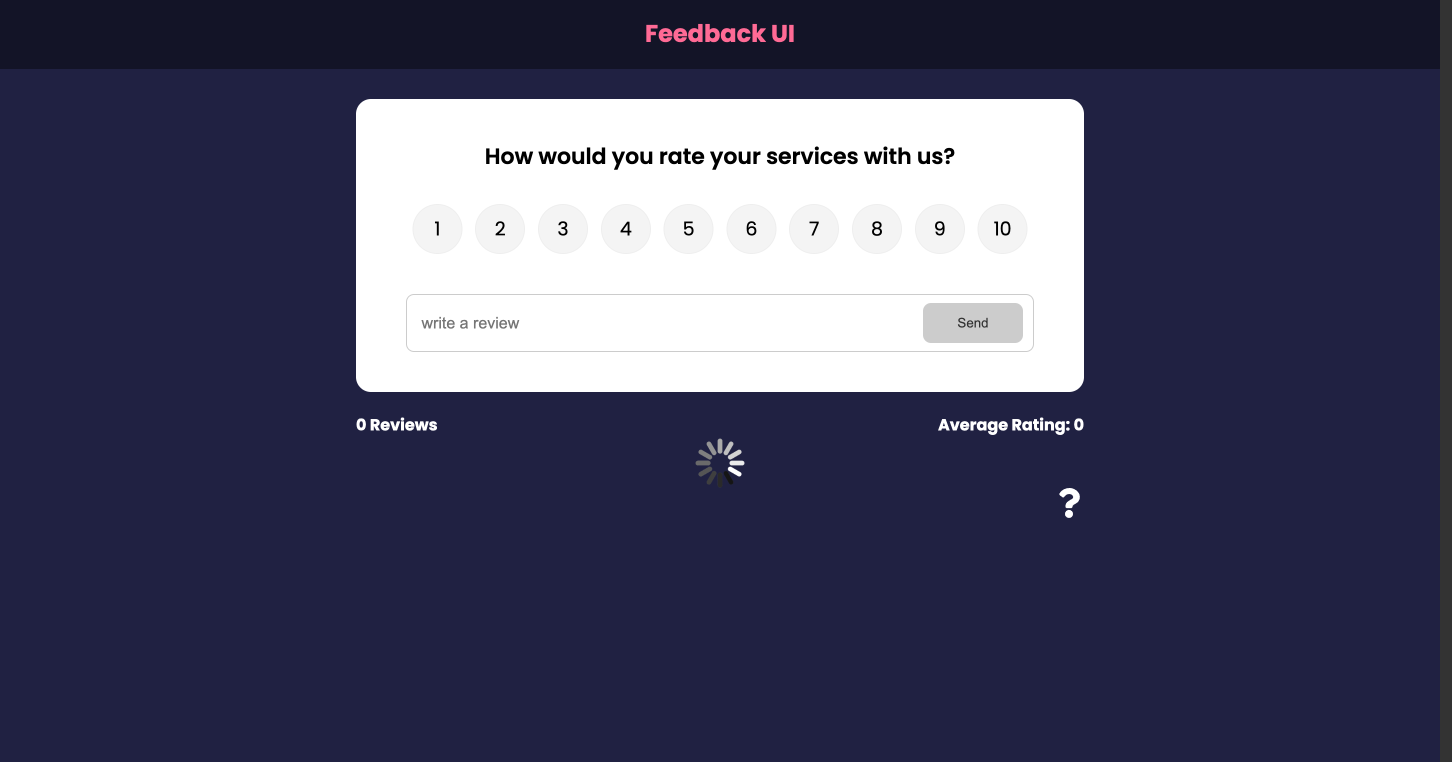 Feedback UI
How would you rate your services with us?
1 2 3 4 5 6 7 8 9 10
write a review Send
0 Reviews Average Rating: 0
?